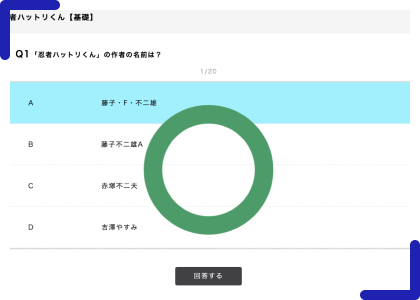 者ハットリくん【基礎】
Q1「忍者ハットリくん」の作者の名前は？
1/20
A 藤子・F・不二雄
B 藤子不二雄A
C 赤塚不二夫
D 吉澤やすみ
回答する